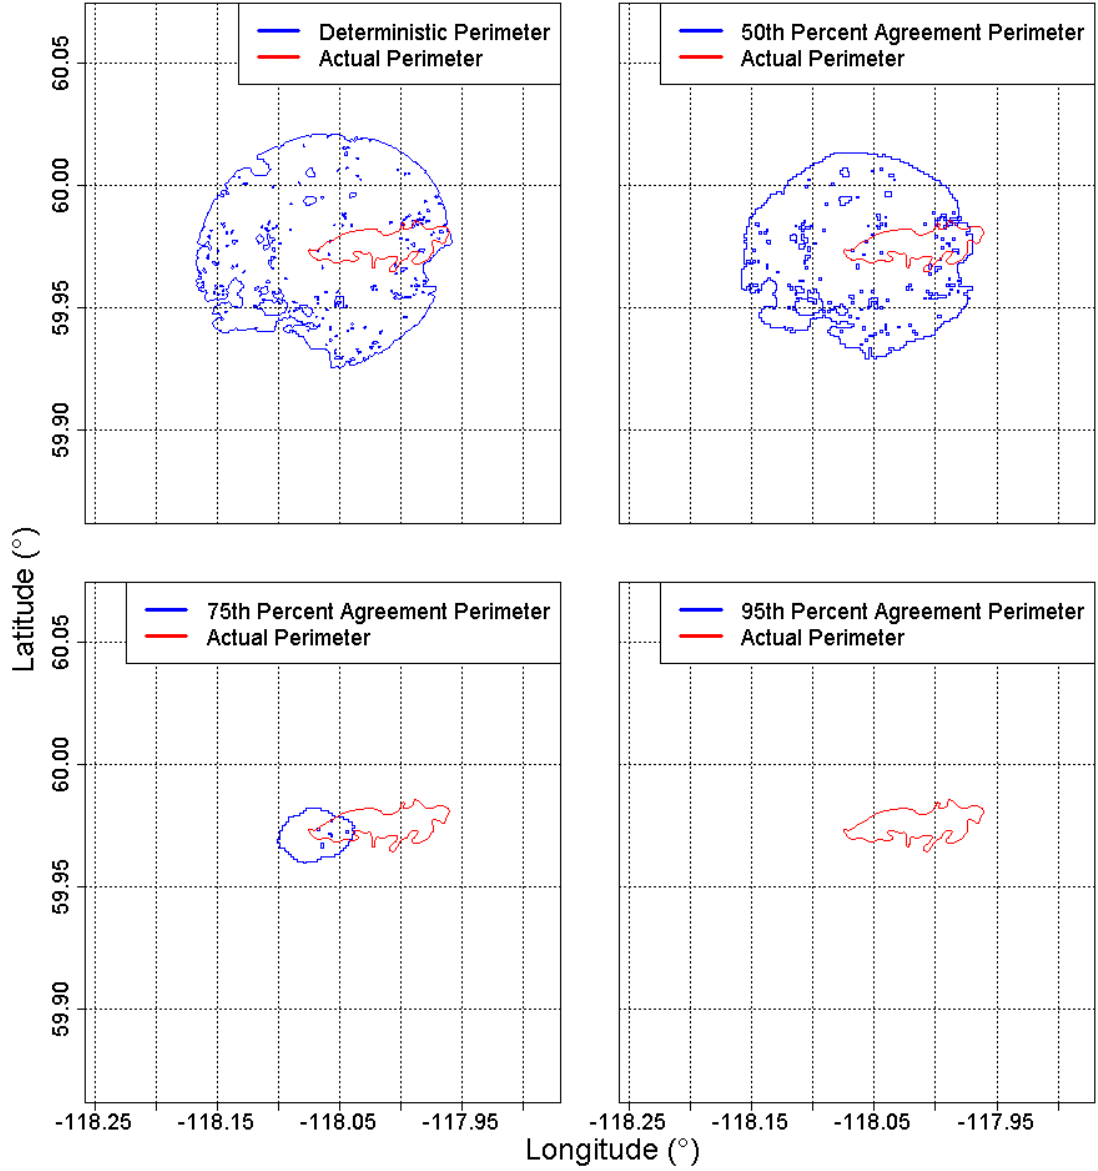 Deterministic Perimeter
Actual Perimeter
50th Percent Agreement Perimeter
Actual Perimeter
60.05
60.00
59.95
59.90
75th Percent Agreement Perimeter
Actual Perimeter
95th Percent Agreement Perimeter
Actual Perimeter
60.05
60.00
59.95
59.90
Latitude (°)
-118.25
-118.15
-118.05
-117.95
-118.25
-118.15
-118.05
-117.95
Longitude (°)